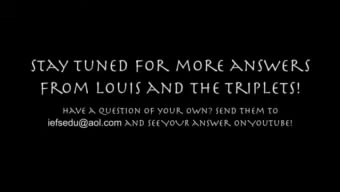 STAY TUNED FOR MORE ANSWERS
FROM LOUIS AND THE TRIPLETS!
HAVE A QUESTION OF YOUR OWN? SEND THEM TO
iefsedu@aol.com AND SEE YOUR ANSWER ON YOUTUBE!